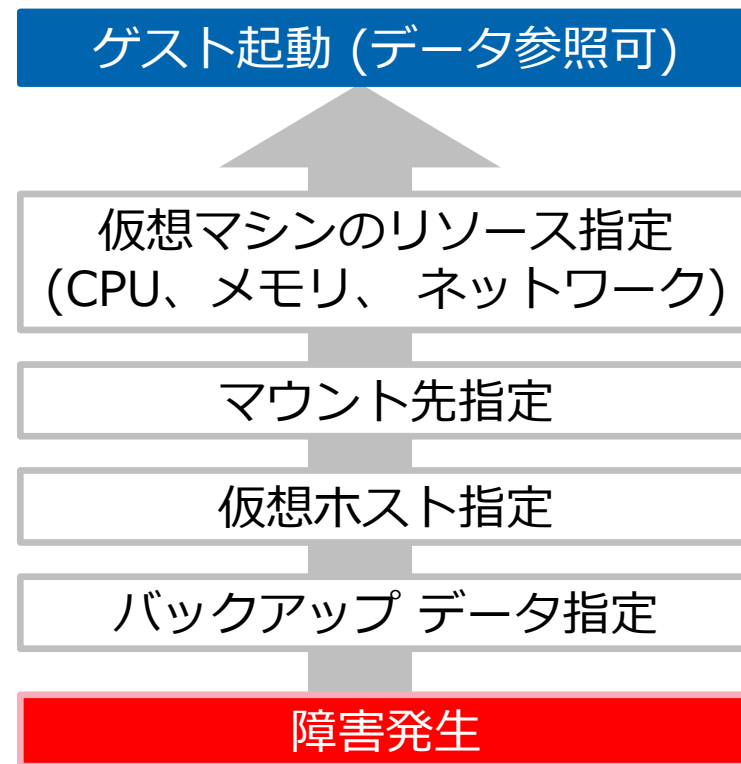 ゲスト起動 (データ参照可)
仮想マシンのリソース指定
(CPU、メモリ、 ネットワーク)
マウント先指定
仮想ホスト指定
バックアップ データ指定
障害発生